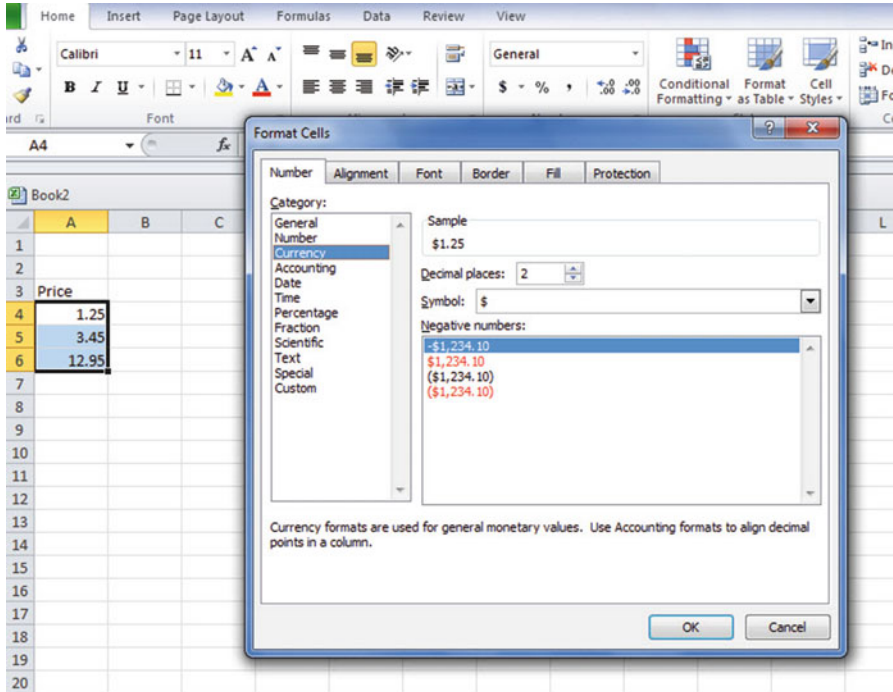 Home Insert Page Layout Formulas Data Review View
Calibri 11 A A General
B I U A $ % , .00 .00 Conditional Format Cell
Formatting as Table Styles
rd Font
A4 fx
Book2
A B C L
1
2
3 Price
4 1.25
5 3.45
6 12.95
7
8
9
10
11
12
13
14
15
16
17
18
19
20
Format Cells
Number Alignment Font Border Fill Protection
Category:
General
Number
Currency
Accounting
Date
Time
Percentage
Fraction
Scientific
Text
Special
Custom
Sample
$1.25
Decimal places: 2
Symbol: $
Negative numbers:
-$1,234.10
$1,234.10
($1,234.10)
($1,234.10)
Currency formats are used for general monetary values. Use Accounting formats to align decimal
points in a column.
OK Cancel